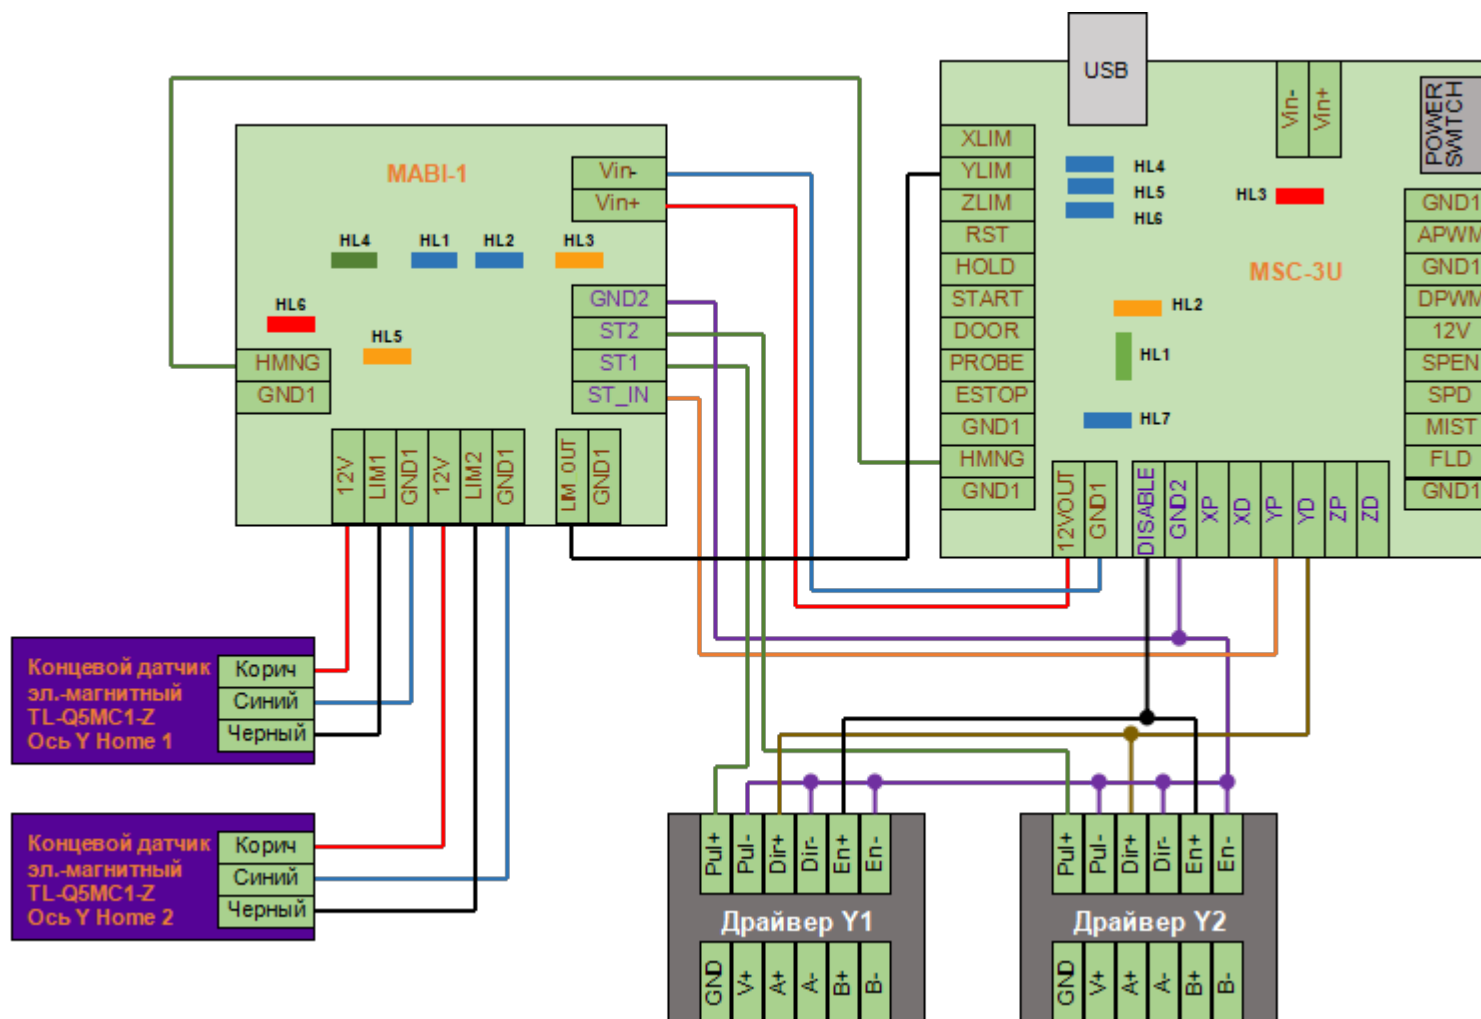 USB
Vin-
Vin+
POWER
SWITCH
MABI-1
Vin-
Vin+
HL4
HL1
HL2
HL3
HL6
HL5
GND2
ST2
ST1
ST_IN
HMNG
GND1
12V
LIM1
GND1
12V
LIM2
GND1
LIM OUT
GND1
XLIM
YLIM
ZLIM
RST
HOLD
START
DOOR
PROBE
ESTOP
GND1
HMNG
GND1
HL4
HL5
HL6
HL3
MSC-3U
HL2
HL1
HL7
GND1
APWM
GND1
DPWM
12V
SPEN
SPD
MIST
FLD
GND1
12VOUT
GND1
DISABLE
GND2
XP
XD
YP
YD
ZP
ZD
Концевой датчик
эл.-магнитный
TL-Q5MC1-Z
Ось Y Home 1
Корич
Синий
Черный
Концевой датчик
эл.-магнитный
TL-Q5MC1-Z
Ось Y Home 2
Корич
Синий
Черный
Pul+
Pul-
Dir+
Dir-
En+
En-
Драйвер Y1
GND
V+
A+
A-
B+
B-
Pul+
Pul-
Dir+
Dir-
En+
En-
Драйвер Y2
GND
V+
A+
A-
B+
B-